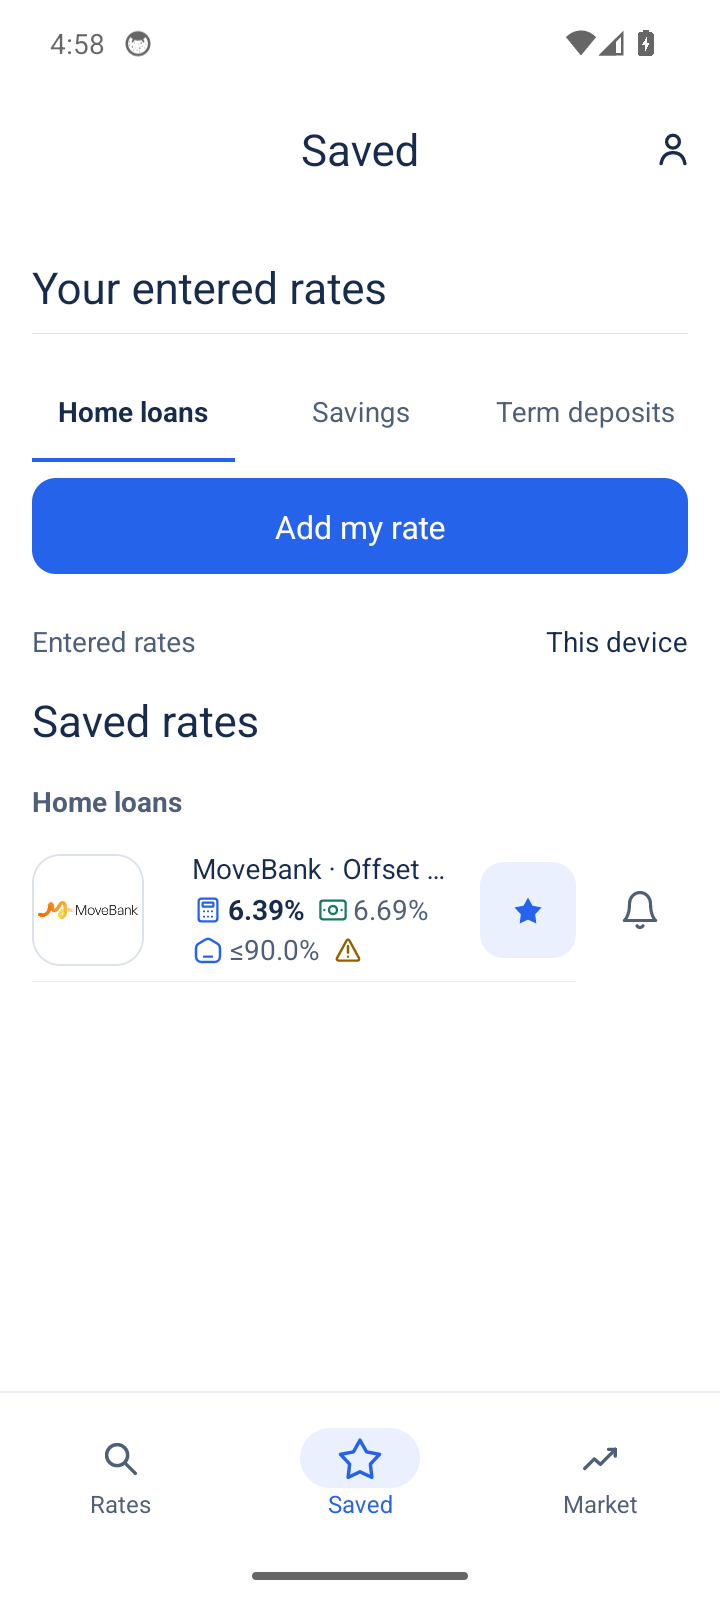 4:58
Saved
Your entered rates
Home loans
Savings
Term deposits
Add my rate
Entered rates
This device
Saved rates
Home loans
MoveBank
MoveBank · Offset ...
6.39% 6.69%
≤90.0%
Rates
Saved
Market